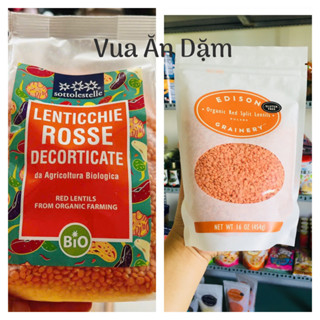 Vua Ăn Dặm
sottolestelle
LENTICCHIE
ROSSE
DECORTICATE
da Agricoltura Biologica
RED LENTILS
FROM ORGANIC FARMING
BiO
EDISON
Organic Red Split Lentils
GRAINERY
NET WT 16 OZ (454g)